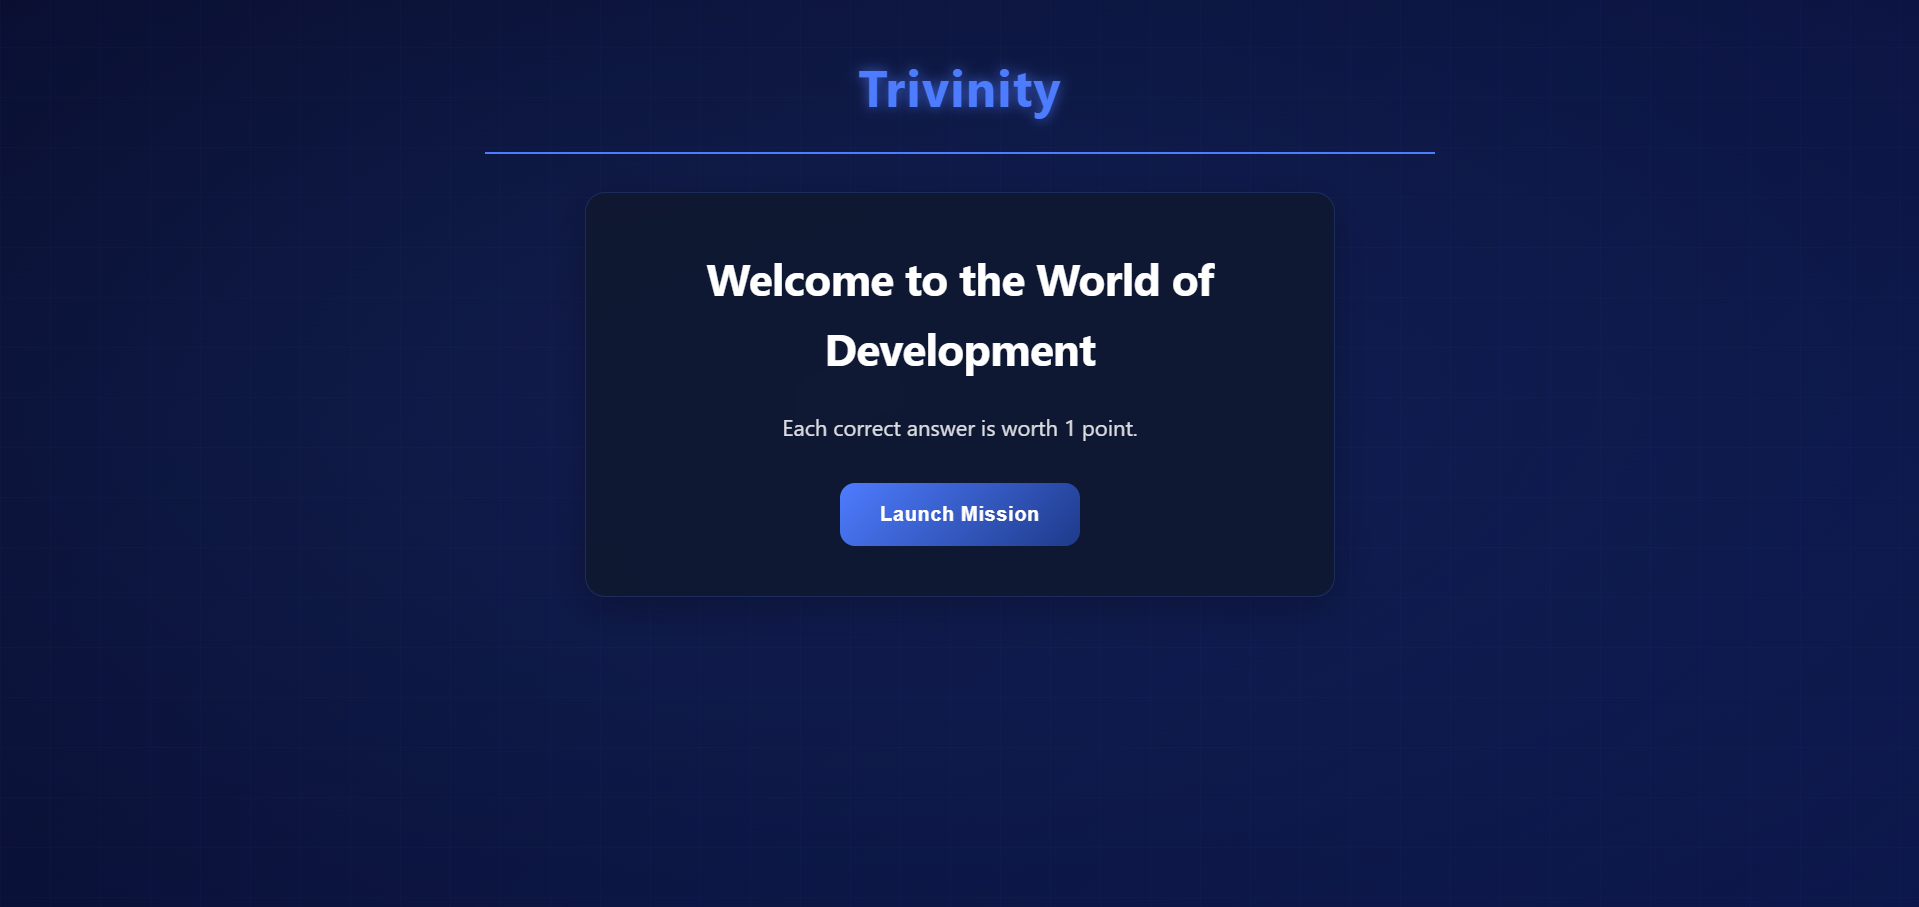 Trivinity
Welcome to the World of
Development
Each correct answer is worth 1 point.
Launch Mission